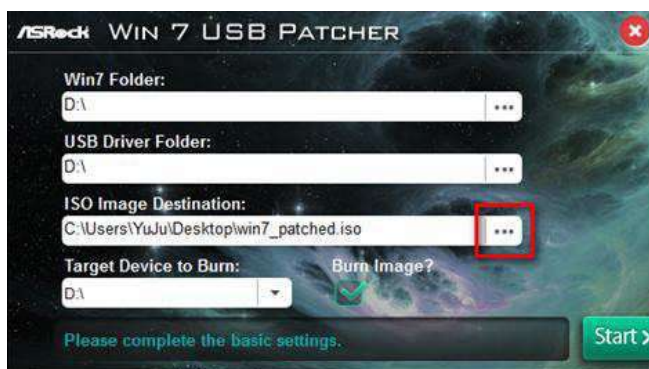 ASRock WIN 7 USB PATCHER
Win7 Folder:
D:\
...
USB Driver Folder:
D:\
...
ISO Image Destination:
C:\Users\YuJu\Desktop\win7_patched.iso
...
Target Device to Burn: Burn Image?
D:\
Please complete the basic settings.
Start